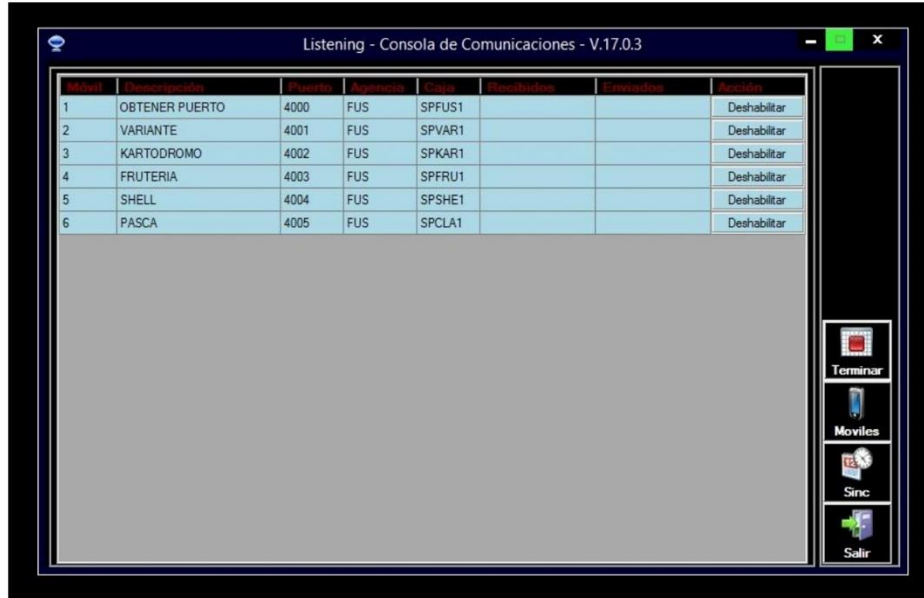 Listening - Consola de Comunicaciones - V.17.0.3
Móvil Descripción Puerto Agencia Caja Recibidos Enviados Acción
1 OBTENER PUERTO 4000 FUS SPFUS1 Deshabilitar
2 VARIANTE 4001 FUS SPVAR1 Deshabilitar
3 KARTODROMO 4002 FUS SPKAR1 Deshabilitar
4 FRUTERIA 4003 FUS SPFRU1 Deshabilitar
5 SHELL 4004 FUS SPSHE1 Deshabilitar
6 PASCA 4005 FUS SPCLA1 Deshabilitar
Terminar
Moviles
Sinc
Salir